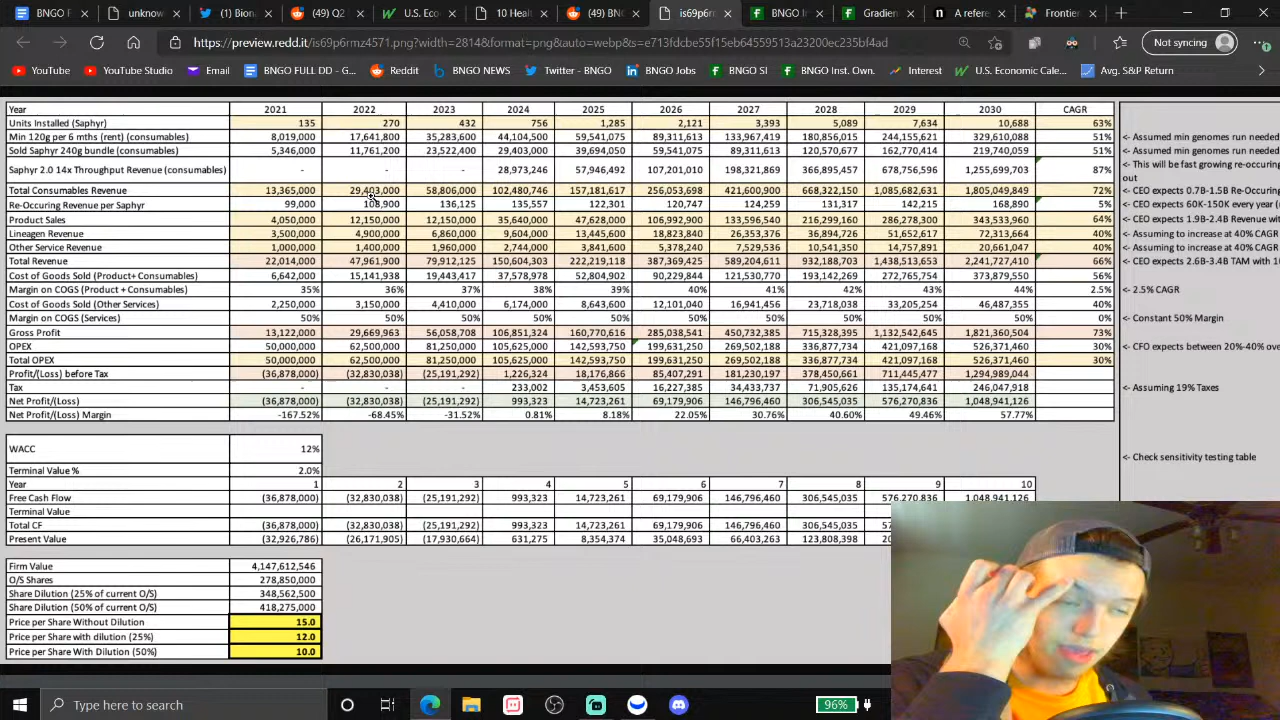 BNGO F
unknow
(1) Bion
(49) Q2
U.S. Eco
10 Healt
(49) BN
is69p6rm
BNGO In
Gradien
A refere
Frontier
https://preview.redd.it/is69p6rmz4571.png?width=2814&format=png&auto=webp&s=e713fdcbe55f15eb64559513a23200ec235bf4ad
Not syncing
YouTube YouTube Studio Email BNGO FULL DD - G... Reddit BNGO NEWS Twitter - BNGO BNGO Jobs BNGO SI BNGO Inst. Own. Interest U.S. Economic Cale... Avg. S&P Return
Year 2021 2022 2023 2024 2025 2026 2027 2028 2029 2030 CAGR
Units Installed (Saphyr) 135 270 432 756 1,285 2,121 3,393 5,089 7,634 10,688 63%
Min 120g per 6 mths (rent) (consumables) 8,019,000 17,641,800 35,283,600 44,104,500 59,541,075 89,311,613 133,967,419 180,856,015 244,155,621 329,610,088 51% <- Assumed min genomes run needed
Sold Saphyr 240g bundle (consumables) 5,346,000 11,761,200 23,522,400 29,403,000 39,694,050 59,541,075 89,311,613 120,570,677 162,770,414 219,740,059 51% <- Assumed min genomes run needed
Saphyr 2.0 14x Throughput Revenue (consumables) - - - 28,973,246 57,946,492 107,201,010 198,321,869 366,895,457 678,756,596 1,255,699,703 87% <- This will be fast growing re-occuring
out
Total Consumables Revenue 13,365,000 29,403,000 58,806,000 102,480,746 157,181,617 256,053,698 421,600,900 668,322,150 1,085,682,631 1,805,049,849 72% <- CEO expects 0.7B-1.5B Re-Occuring
Re-Occuring Revenue per Saphyr 99,000 108,900 136,125 135,557 122,301 120,747 124,259 131,317 142,215 168,890 5% <- CEO expects 60K-150K every year (
Product Sales 4,050,000 12,150,000 12,150,000 35,640,000 47,628,000 106,992,900 133,596,540 216,299,160 286,278,300 343,533,960 64% <- CEO expects 1.9B-2.4B Revenue with
Lineagen Revenue 3,500,000 4,900,000 6,860,000 9,604,000 13,445,600 18,823,840 26,353,376 36,894,726 51,652,617 72,313,664 40% <- Assuming to increase at 40% CAGR
Other Service Revenue 1,000,000 1,400,000 1,960,000 2,744,000 3,841,600 5,378,240 7,529,536 10,541,350 14,757,891 20,661,047 40% <- Assuming to increase at 40% CAGR
Total Revenue 22,014,000 47,961,900 79,912,125 150,604,303 222,219,118 387,369,425 589,204,611 932,188,703 1,438,513,653 2,241,727,410 66% <- CEO expects 2.6B-3.4B TAM with 10
Cost of Goods Sold (Product+ Consumables) 6,642,000 15,141,938 19,443,417 37,578,978 52,804,902 90,229,844 121,530,770 193,142,269 272,765,754 373,879,550 56%
Margin on COGS (Product + Consumables) 35% 36% 37% 38% 39% 40% 41% 42% 43% 44% 2.5% <- 2.5% CAGR
Cost of Goods Sold (Other Services) 2,250,000 3,150,000 4,410,000 6,174,000 8,643,600 12,101,040 16,941,456 23,718,038 33,205,254 46,487,355 40%
Margin on COGS (Services) 50% 50% 50% 50% 50% 50% 50% 50% 50% 50% 0% <- Constant 50% Margin
Gross Profit 13,122,000 29,669,963 56,058,708 106,851,324 160,770,616 285,038,541 450,732,385 715,328,395 1,132,542,645 1,821,360,504 73%
OPEX 50,000,000 62,500,000 81,250,000 105,625,000 142,593,750 199,631,250 269,502,188 336,877,734 421,097,168 526,371,460 30% <- CFO expects between 20%-40% ove
Total OPEX 50,000,000 62,500,000 81,250,000 105,625,000 142,593,750 199,631,250 269,502,188 336,877,734 421,097,168 526,371,460 30%
Profit/(Loss) before Tax (36,878,000) (32,830,038) (25,191,292) 1,226,324 18,176,866 85,407,291 181,230,197 378,450,661 711,445,477 1,294,989,044
Tax - - - 233,002 3,453,605 16,227,385 34,433,737 71,905,626 135,174,641 246,047,918 <- Assuming 19% Taxes
Net Profit/(Loss) (36,878,000) (32,830,038) (25,191,292) 993,323 14,723,261 69,179,906 146,796,460 306,545,035 576,270,836 1,048,941,126
Net Profit/(Loss) Margin -167.52% -68.45% -31.52% 0.81% 8.18% 22.05% 30.76% 40.60% 49.46% 57.77%
WACC 12% <- Check sensitivity testing table
Terminal Value % 2.0%
Year 1 2 3 4 5 6 7 8 9 10
Free Cash Flow (36,878,000) (32,830,038) (25,191,292) 993,323 14,723,261 69,179,906 146,796,460 306,545,035 576,270,836 1,048,941,126
Terminal Value
Total CF (36,878,000) (32,830,038) (25,191,292) 993,323 14,723,261 69,179,906 146,796,460 306,545,035 57
Present Value (32,926,786) (26,171,905) (17,930,664) 631,275 8,354,374 35,048,693 66,403,263 123,808,398 20
Firm Value 4,147,612,546
O/S Shares 278,850,000
Share Dilution (25% of current O/S) 348,562,500
Share Dilution (50% of current O/S) 418,275,000
Price per Share Without Dilution 15.0
Price per Share with dilution (25%) 12.0
Price per Share With Dilution (50%) 10.0
Type here to search
96%